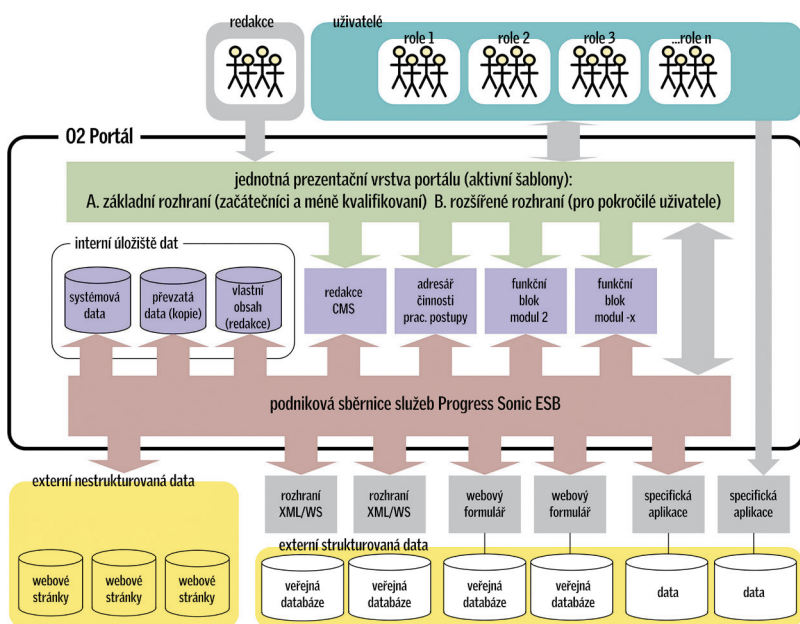 redakce
uživatelé
role 1
role 2
role 3
...role n
O2 Portál
jednotná prezentační vrstva portálu (aktivní šablony):
A. základní rozhraní (začátečníci a méně kvalifikovaní) B. rozšířené rozhraní (pro pokročilé uživatele)
interní úložiště dat
systémová
data
převzatá
data (kopie)
vlastní
obsah
(redakce)
redakce
CMS
adresář
činnosti
prac. postupy
funkční
blok
modul 2
funkční
blok
modul -x
podniková sběrnice služeb Progress Sonic ESB
externí nestrukturovaná data
webové
stránky
webové
stránky
webové
stránky
rozhraní
XML/WS
rozhraní
XML/WS
webový
formulář
webový
formulář
specifická
aplikace
specifická
aplikace
externí strukturovaná data
veřejná
databáze
veřejná
databáze
veřejná
databáze
veřejná
databáze
data
data